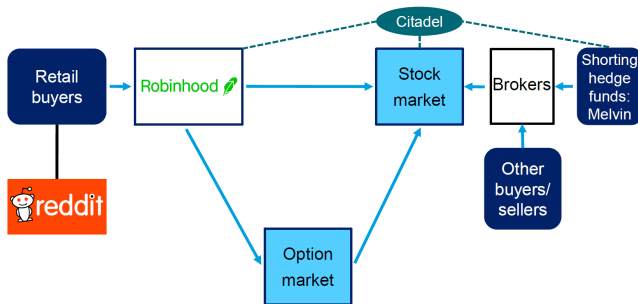 Citadel
Retail
buyers
Robinhood
Stock
market
Brokers
Shorting
hedge
funds:
Melvin
reddit
Option
market
Other
buyers/
sellers